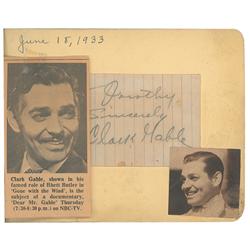 June 18, 1933
Dorothy
Sincerely
Clark Gable
Clark Gable, shown in his
famed role of Rhett Butler in
'Gone with the Wind', is the
subject of a documentary,
'Dear Mr. Gable' Thursday
(7:30-8:30 p.m.) on NBC-TV.